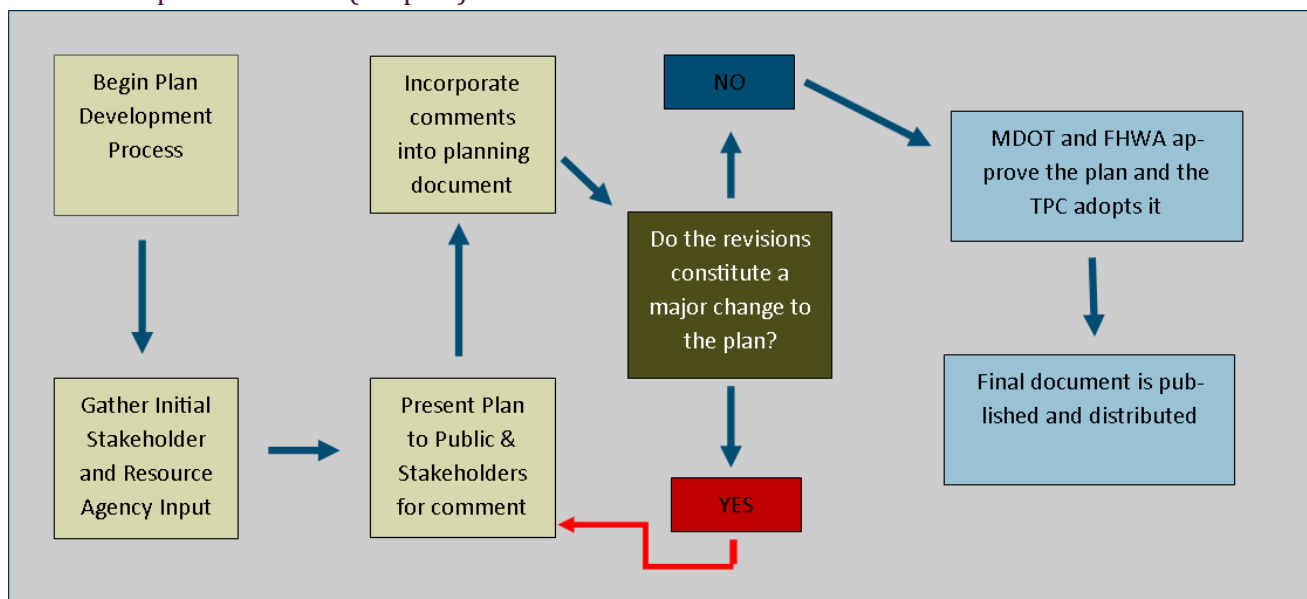 Begin Plan
Development
Process
Gather Initial
Stakeholder
and Resource
Agency Input
Present Plan
to Public &
Stakeholders
for comment
Incorporate
comments
into planning
document
Do the revisions
constitute a
major change to
the plan?
NO
YES
MDOT and FHWA ap-
prove the plan and the
TPC adopts it
Final document is pub-
lished and distributed